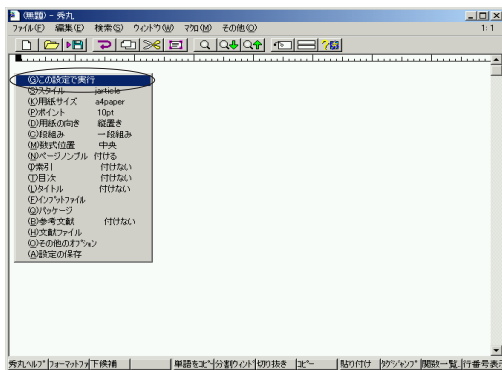 (無題) - 秀丸
ファイル(F) 編集(E) 検索(S) ウィンドウ(W) マクロ(M) その他(O) 1: 1
(G)この設定で実行
(S)スタイル jarticle
(K)用紙サイズ a4paper
(P)ポイント 10pt
(D)用紙の向き 縦置き
(C)段組み 一段組み
(M)数式位置 中央
(N)ページノンブル 付ける
(I)索引 付けない
(T)目次 付けない
(L)タイトル 付けない
(F)インプットファイル
(Q)パッケージ
(B)参考文献 付けない
(H)文献ファイル
(O)その他のオプション
(A)設定の保存
秀丸ヘルプ フォーマットファ 下候補 単語をコピー 分割ウィンド 切り抜き コピー 貼り付け タグジャンプ 関数一覧.. 行番号表示